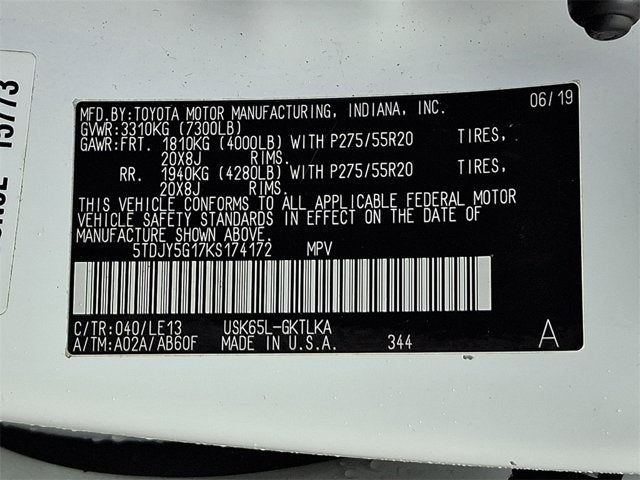 MFD.BY:TOYOTA MOTOR MANUFACTURING, INDIANA, INC. 06/19
GVWR:3310KG (7300LB)
GAWR:FRT. 1810KG (4000LB) WITH P275/55R20 TIRES,
20X8J RIMS.
RR. 1940KG (4280LB) WITH P275/55R20 TIRES,
20X8J RIMS.
THIS VEHICLE CONFORMS TO ALL APPLICABLE FEDERAL MOTOR
VEHICLE SAFETY STANDARDS IN EFFECT ON THE DATE OF
MANUFACTURE SHOWN ABOVE.
5TDJY5G17KS174172 MPV
C/TR:040/LE13 USK65L-GKTLKA
A/TM:A02A/AB60F MADE IN U.S.A. 344 A
15773